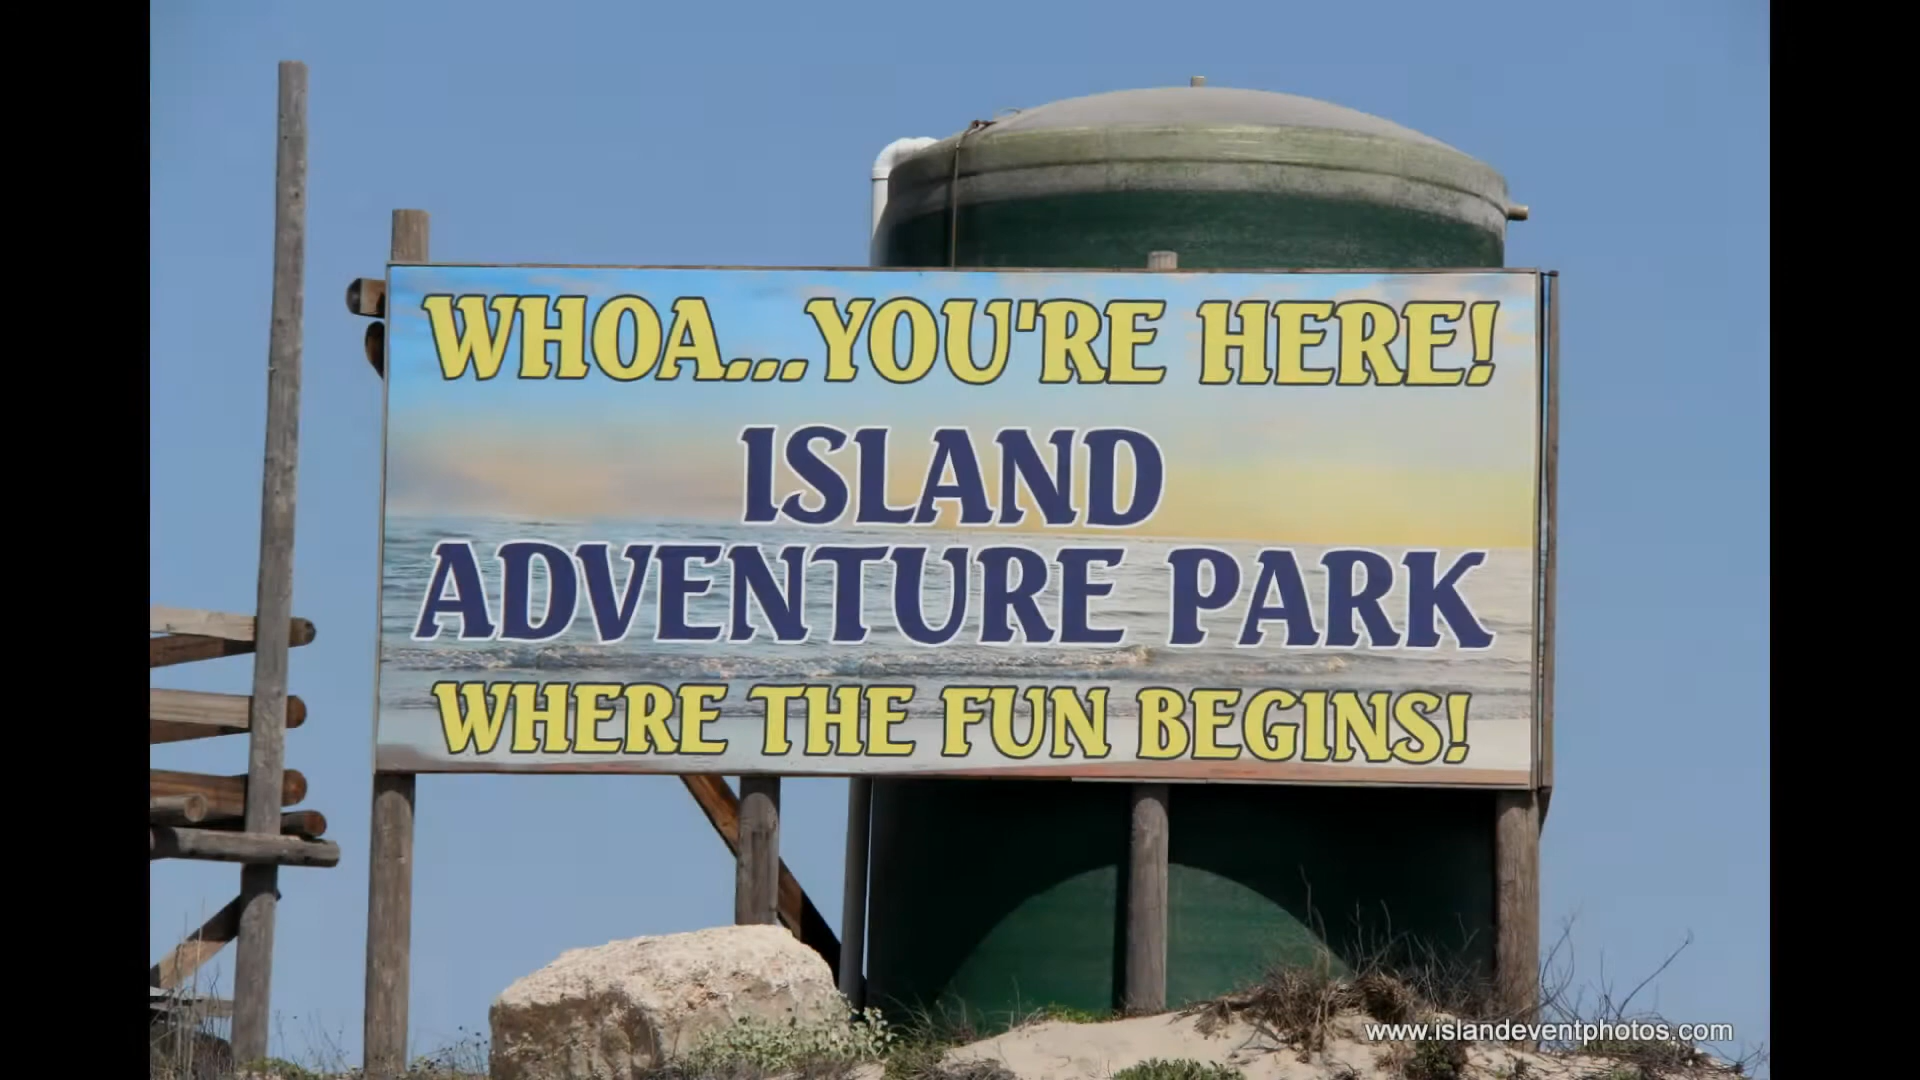 WHOA...YOU'RE HERE!
ISLAND
ADVENTURE PARK
WHERE THE FUN BEGINS!
www.islandeventphotos.com